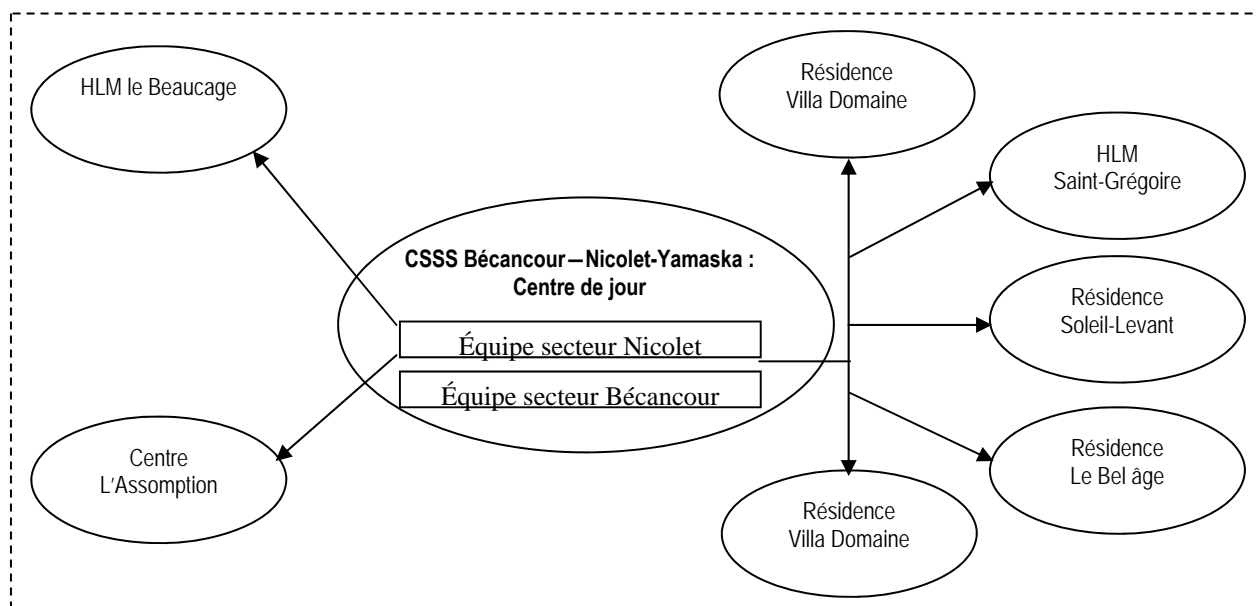 HLM le Beaucage
Résidence
Villa Domaine
HLM
Saint-Grégoire
CSSS Bécancour—Nicolet-Yamaska :
Centre de jour
Équipe secteur Nicolet
Équipe secteur Bécancour
Résidence
Soleil-Levant
Centre
L'Assomption
Résidence
Le Bel âge
Résidence
Villa Domaine